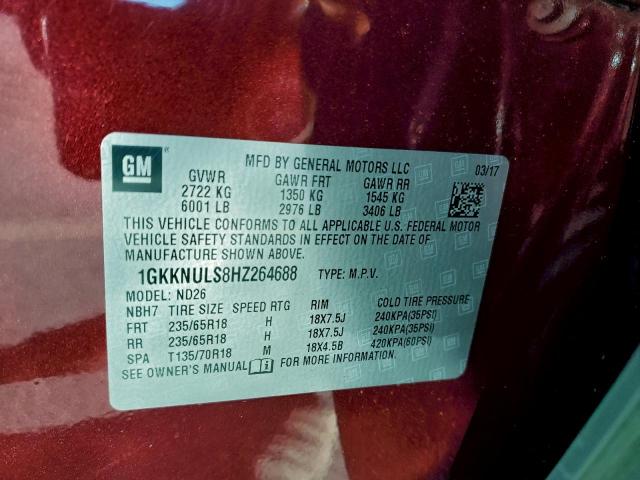 GM
MFD BY GENERAL MOTORS LLC
03/17
GVWR GAWR FRT GAWR RR
2722 KG 1350 KG 1545 KG
6001 LB 2976 LB 3406 LB
THIS VEHICLE CONFORMS TO ALL APPLICABLE U.S. FEDERAL MOTOR
VEHICLE SAFETY STANDARDS IN EFFECT ON THE DATE OF
MANUFACTURE SHOWN ABOVE.
1GKKNULS8HZ264688 TYPE: M.P.V.
MODEL: ND26
NBH7 TIRE SIZE SPEED RTG RIM COLD TIRE PRESSURE
FRT 235/65R18 H 18X7.5J 240KPA(35PSI)
RR 235/65R18 H 18X7.5J 240KPA(35PSI)
SPA T135/70R18 M 18X4.5B 420KPA(60PSI)
SEE OWNER'S MANUAL FOR MORE INFORMATION.